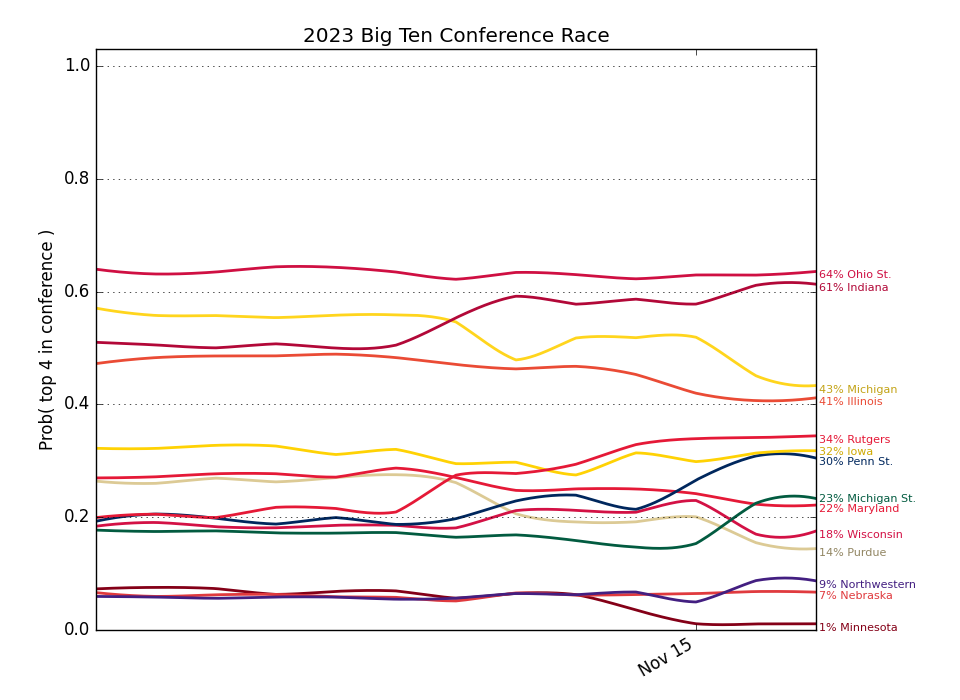 2023 Big Ten Conference Race
Prob( top 4 in conference )
1.0
0.8
0.6
0.4
0.2
0.0
Nov 15
64% Ohio St.
61% Indiana
43% Michigan
41% Illinois
34% Rutgers
32% Iowa
30% Penn St.
23% Michigan St.
22% Maryland
18% Wisconsin
14% Purdue
9% Northwestern
7% Nebraska
1% Minnesota